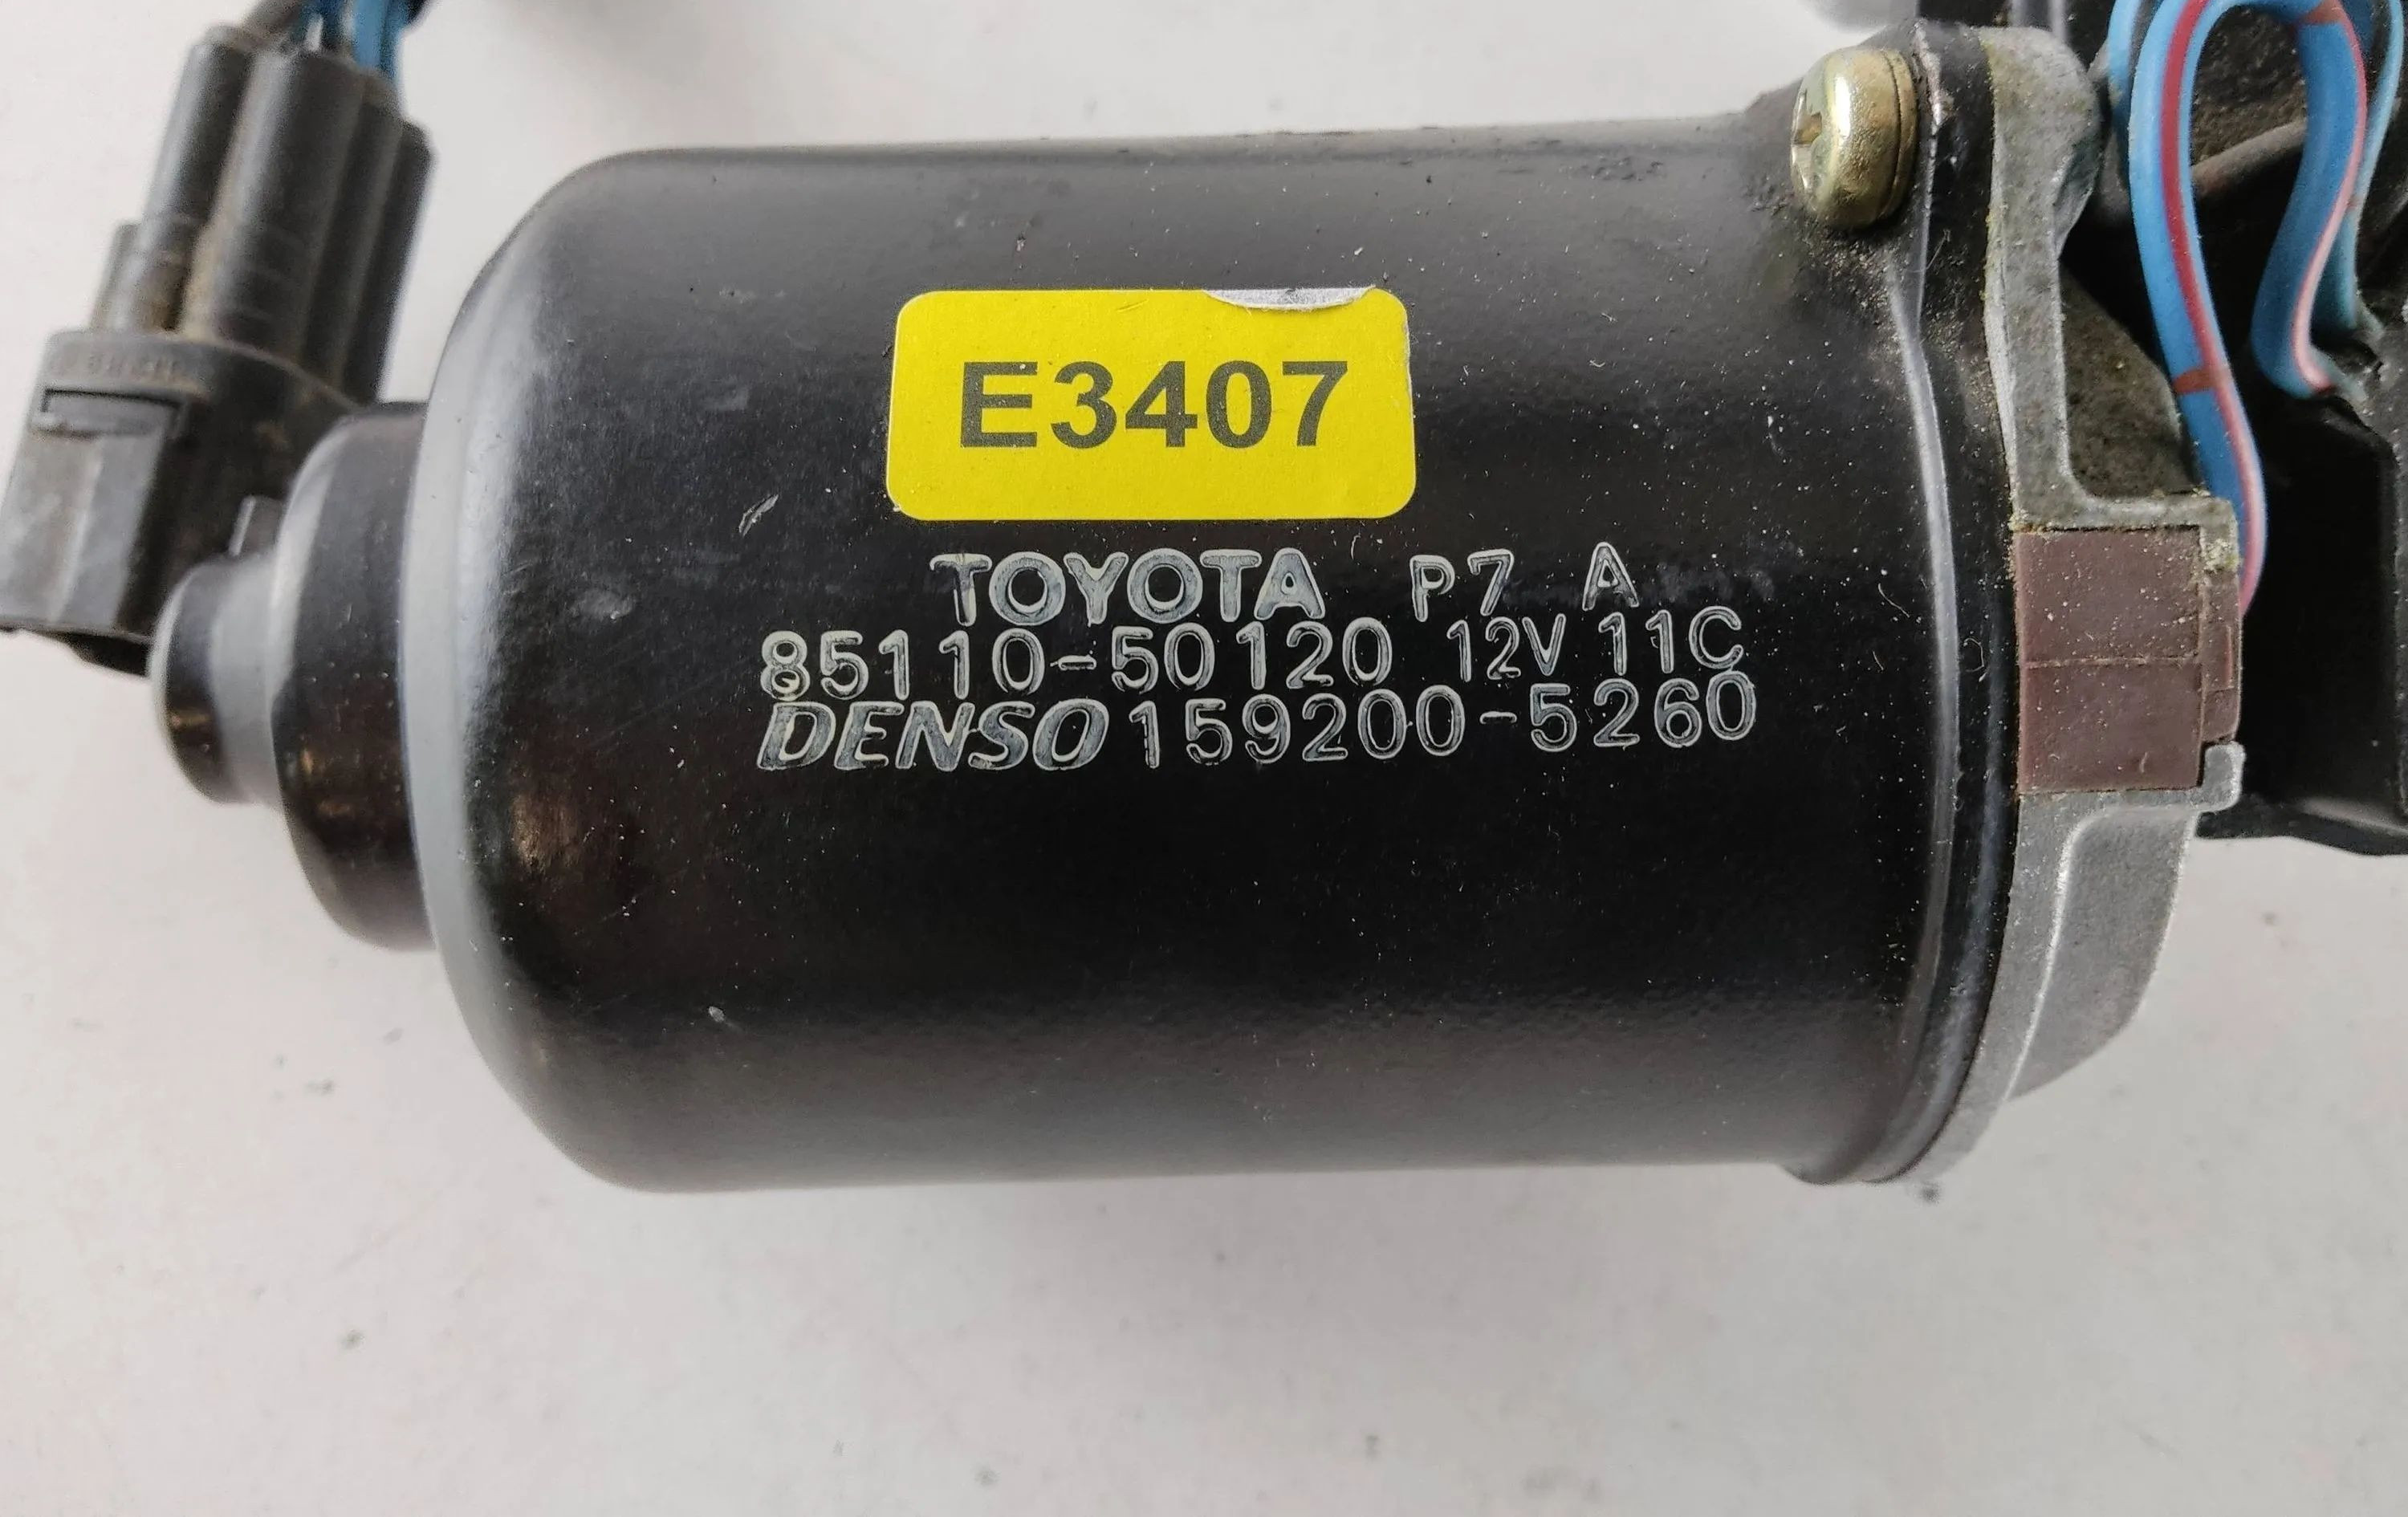 E3407
TOYOTA P7 A
85110-50120 12V 11C
DENSO 159200-5260